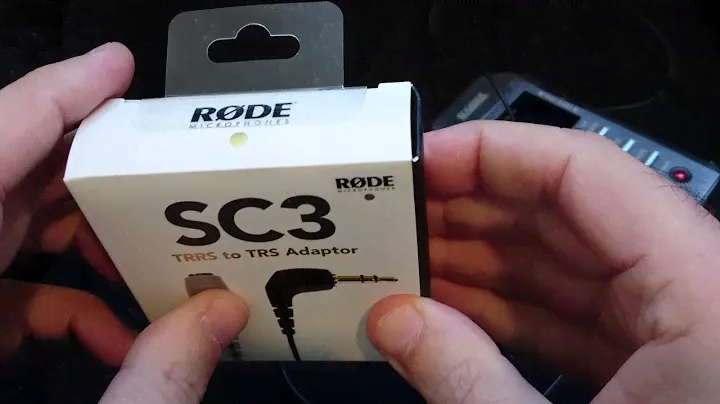 RØDE
MICROPHONES
RØDE
MICROPHONES
SC3
TRRS to TRS Adaptor